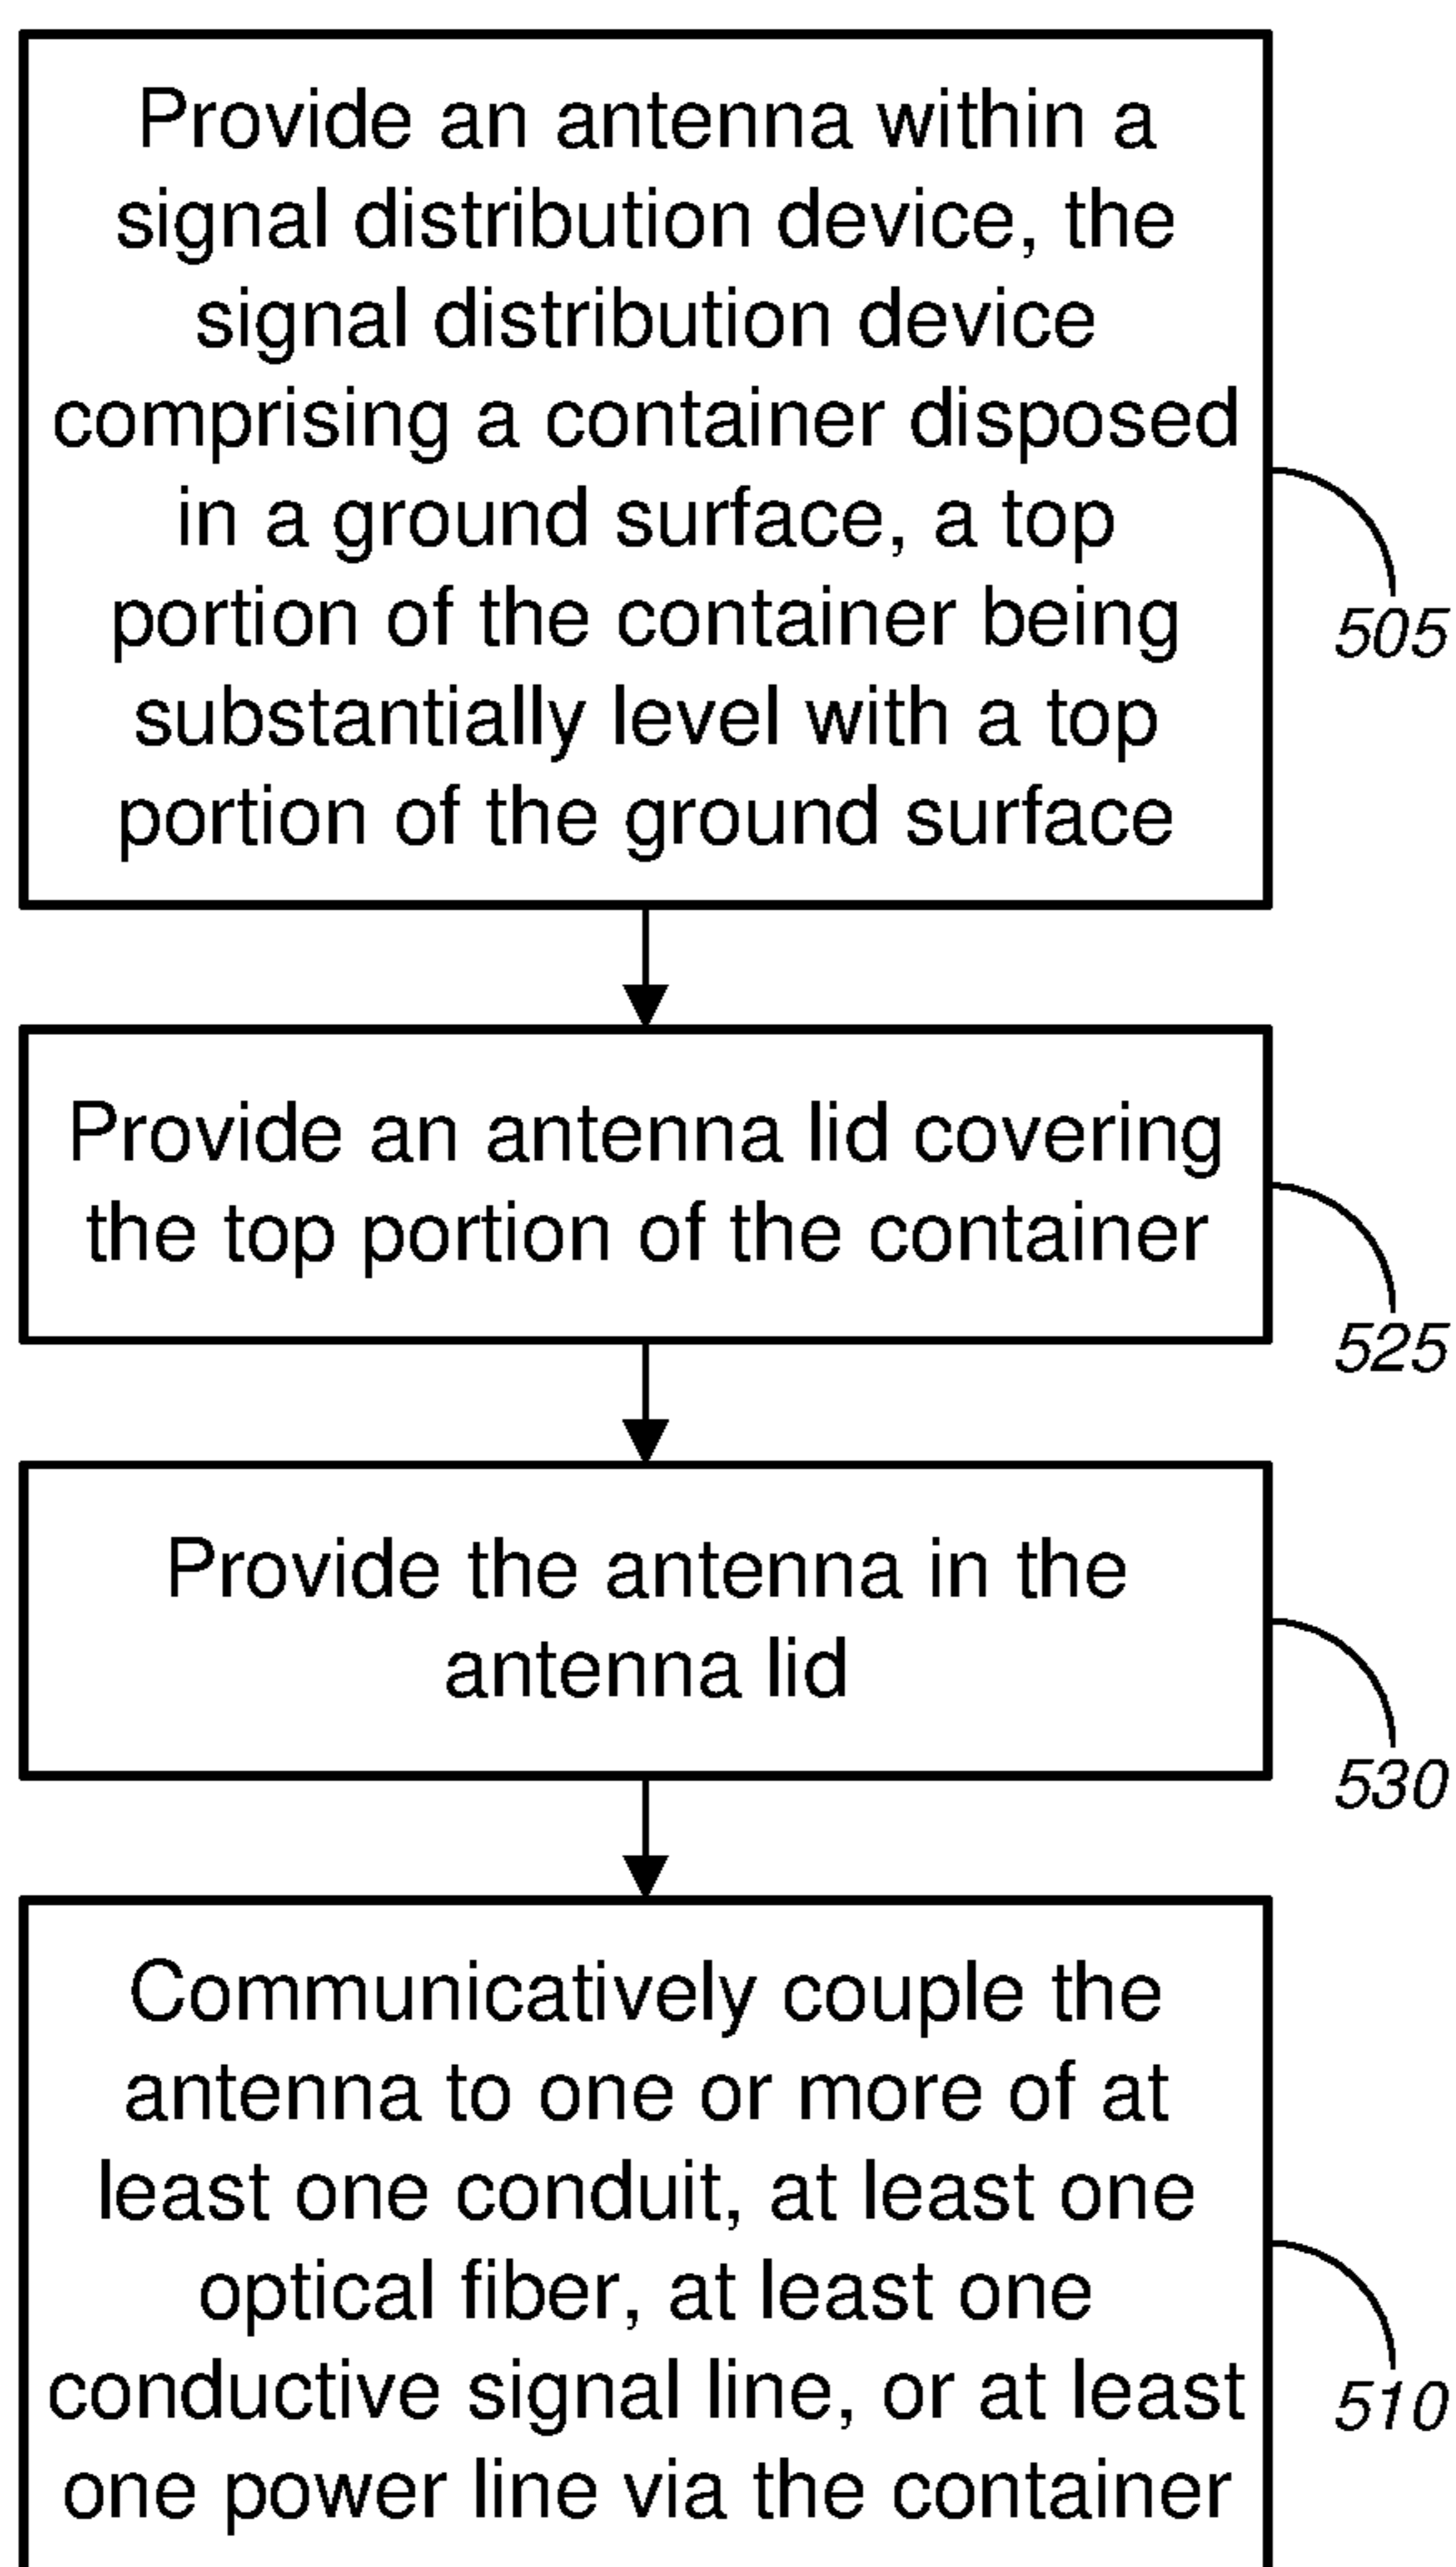 Provide an antenna within a
signal distribution device, the
signal distribution device
comprising a container disposed
in a ground surface, a top
portion of the container being
substantially level with a top
portion of the ground surface
505
Provide an antenna lid covering
the top portion of the container
525
Provide the antenna in the
antenna lid
530
Communicatively couple the
antenna to one or more of at
least one conduit, at least one
optical fiber, at least one
conductive signal line, or at least
one power line via the container
510